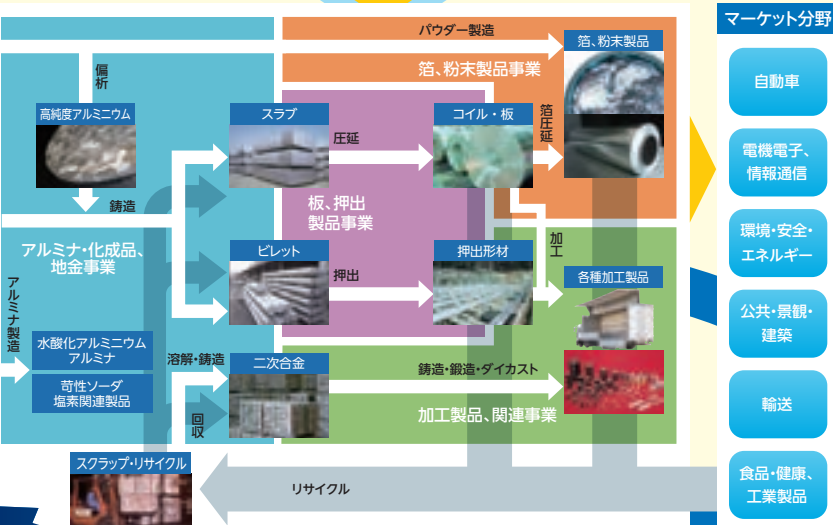 マーケット分野
パウダー製造
箔、粉末製品
箔、粉末製品事業
偏析
高純度アルミニウム
スラブ
コイル・板
自動車
圧延
箔圧延
電機電子、
情報通信
鋳造
板、押出
製品事業
環境・安全・
エネルギー
アルミナ・化成品、
地金事業
ビレット
押出形材
加工
各種加工製品
押出
アルミナ製造
公共・景観・
建築
水酸化アルミニウム
アルミナ
溶解・鋳造
二次合金
鋳造・鍛造・ダイカスト
苛性ソーダ
塩素関連製品
回収
加工製品、関連事業
輸送
スクラップ・リサイクル
リサイクル
食品・健康、
工業製品